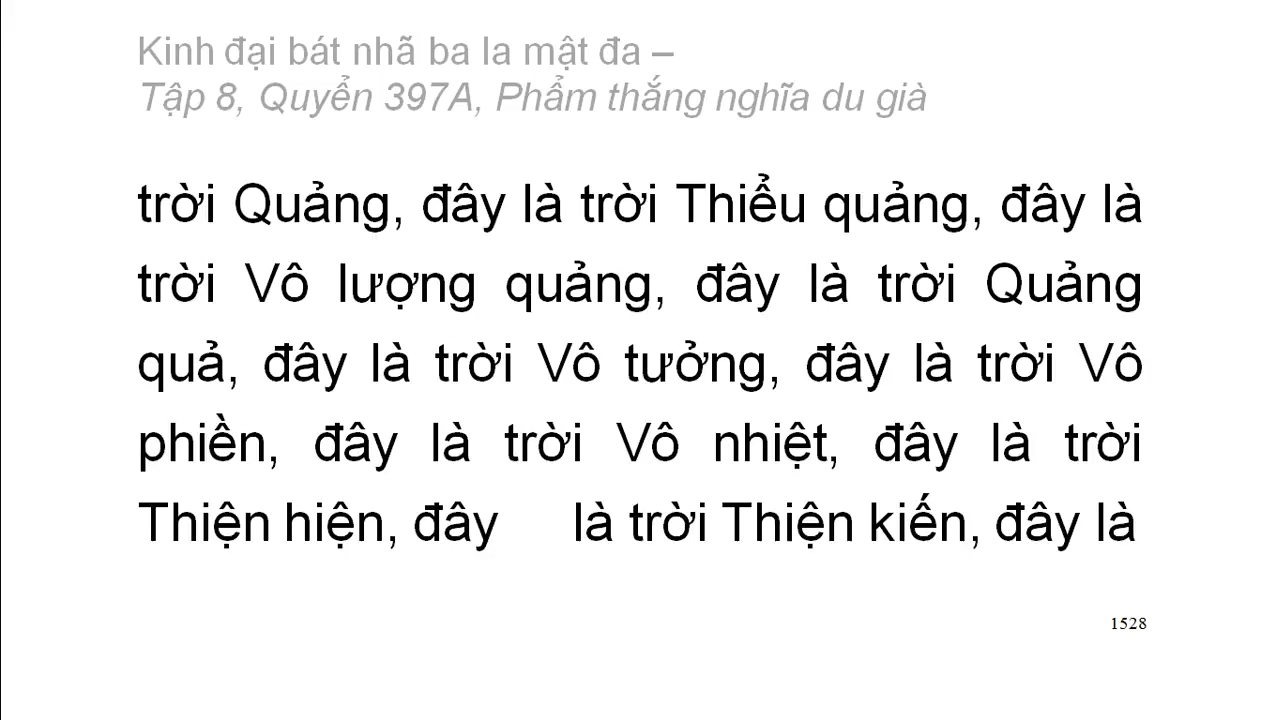 Kinh đại bát nhã ba la mật đa –
Tập 8, Quyển 397A, Phẩm thắng nghĩa du già
trời Quảng, đây là trời Thiểu quảng, đây là
trời Vô lượng quảng, đây là trời Quảng
quả, đây là trời Vô tưởng, đây là trời Vô
phiền, đây là trời Vô nhiệt, đây là trời
Thiện hiện, đây là trời Thiện kiến, đây là
1528